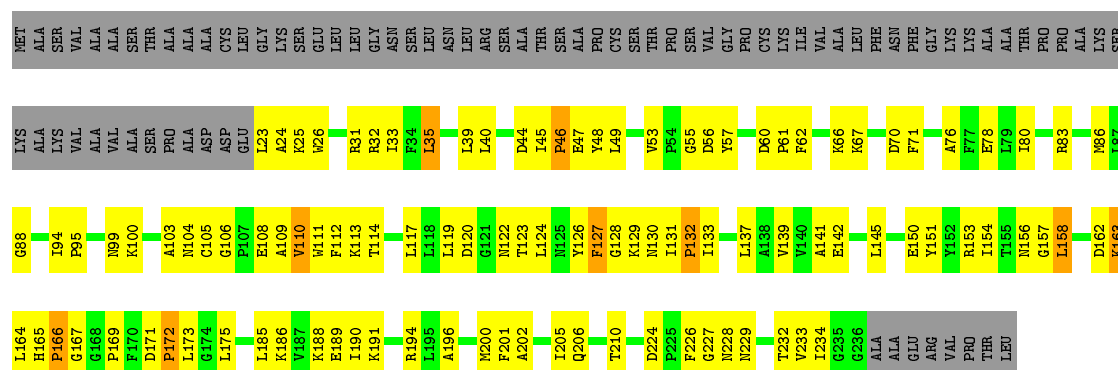 MET ALA SER VAL ALA ALA SER THR ALA ALA ALA CYS LEU GLY LYS SER GLU LEU LEU GLY ASN SER LEU ASN LEU ARG SER ALA THR SER ALA PRO CYS SER THR PRO SER VAL GLY PRO CYS LYS ILE VAL ALA LEU PHE ASN PHE GLY LYS LYS ALA ALA THR PRO PRO ALA LYS SER
LYS ALA LYS VAL ALA VAL ALA SER PRO ALA ASP ASP GLU L23 A24 K25 W26 R31 R32 I33 F34 L35 L39 L40 D44 I45 P46 E47 Y48 L49 V53 P54 G55 D56 Y57 D60 P61 F62 K66 K67 D70 F71 A76 F77 E78 L79 I80 R83 M86 L87
G88 I94 P95 N99 K100 A103 N104 C105 G106 P107 E108 A109 V110 W111 F112 K113 T114 L117 L118 L119 D120 G121 N122 T123 L124 N125 Y126 F127 G128 K129 N130 I131 P132 I133 L137 A138 V139 V140 A141 E142 L145 E150 Y151 Y152 R153 I154 T155 N156 G157 L158 D162 K163
L164 H165 P166 G167 G168 P169 F170 D171 P172 L173 G174 L175 L185 K186 V187 K188 E189 I190 K191 R194 L195 A196 M200 F201 A202 I205 Q206 T210 D224 P225 F226 G227 N228 N229 T232 V233 I234 G235 G236 ALA ALA GLU ARG VAL PRO THR LEU